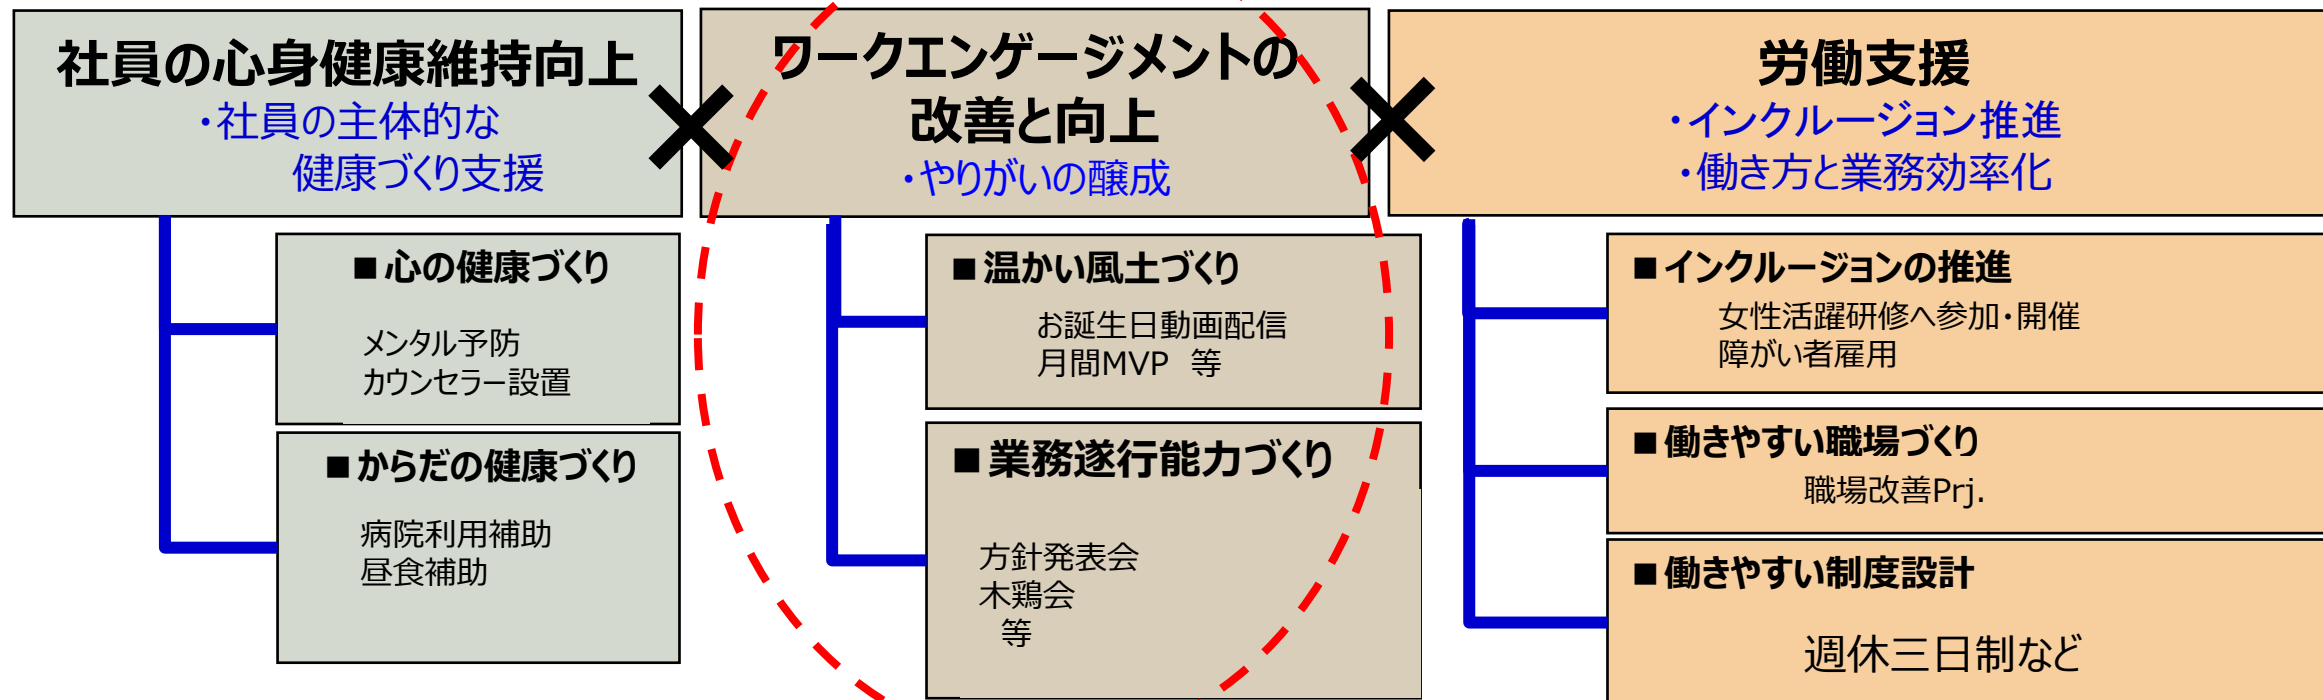 社員の心身健康維持向上
・社員の主体的な
健康づくり支援
■心の健康づくり
メンタル予防
カウンセラー設置
■からだの健康づくり
病院利用補助
昼食補助
ワークエンゲージメントの
改善と向上
・やりがいの醸成
■温かい風土づくり
お誕生日動画配信
月間MVP 等
■業務遂行能力づくり
方針発表会
木鶏会
等
労働支援
・インクルージョン推進
・働き方と業務効率化
■インクルージョンの推進
女性活躍研修へ参加・開催
障がい者雇用
■働きやすい職場づくり
職場改善Prj.
■働きやすい制度設計
週休三日制など